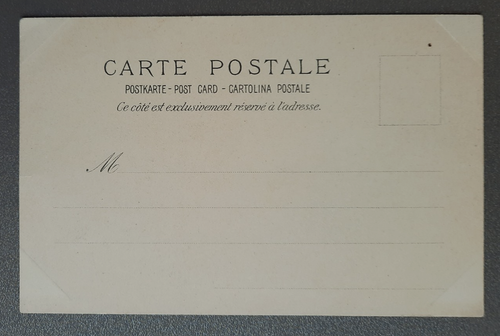 CARTE POSTALE
POSTKARTE - POST CARD - CARTOLINA POSTALE
Ce côté est exclusivement réservé à l'adresse.
M